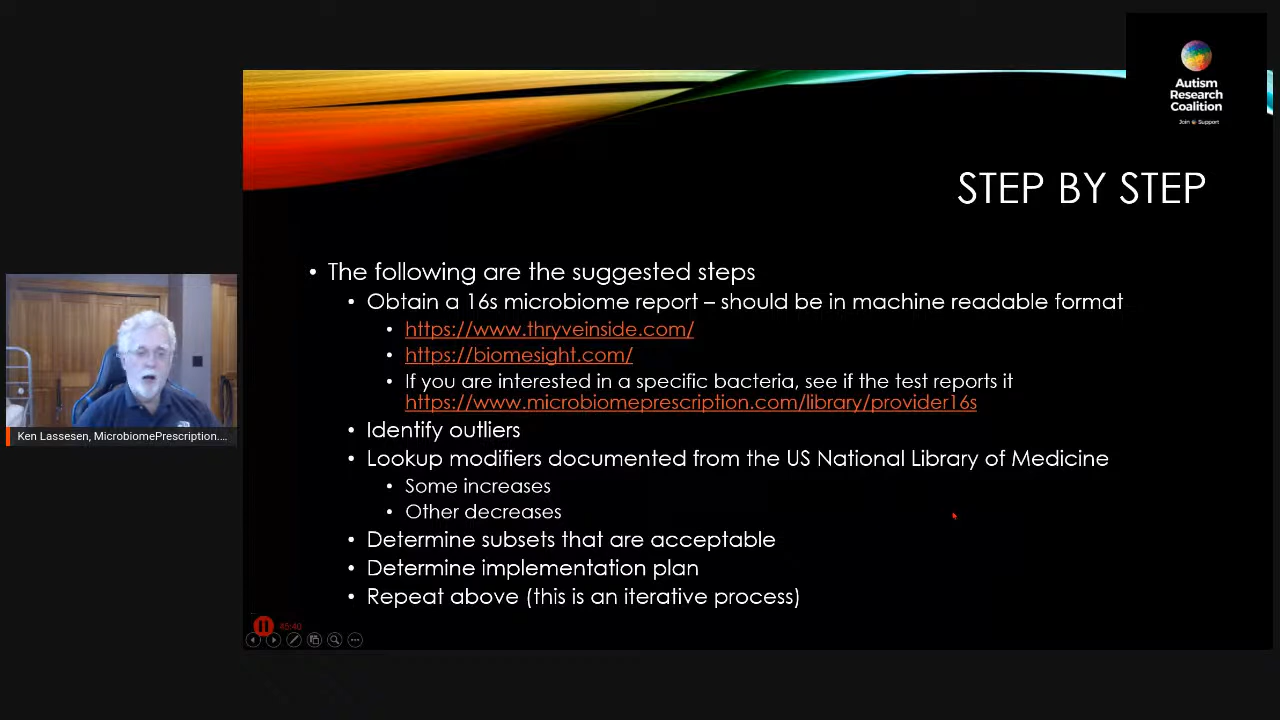 Autism
Research
Coalition
Join Support
STEP BY STEP
• The following are the suggested steps
• Obtain a 16s microbiome report – should be in machine readable format
• https://www.thryveinside.com/
• https://biomesight.com/
• If you are interested in a specific bacteria, see if the test reports it
https://www.microbiomeprescription.com/library/provider16s
• Identify outliers
• Lookup modifiers documented from the US National Library of Medicine
• Some increases
• Other decreases
• Determine subsets that are acceptable
• Determine implementation plan
• Repeat above (this is an iterative process)
Ken Lassesen, MicrobiomePrescription....
45:40